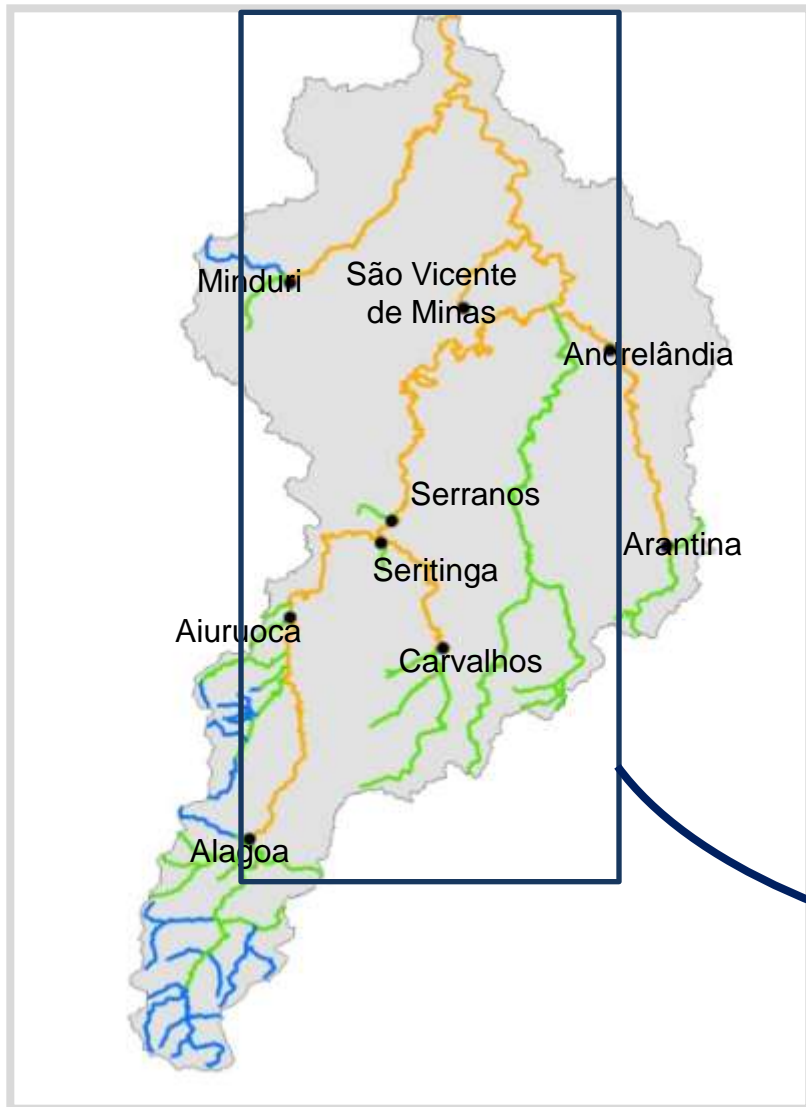 Minduri
São Vicente
de Minas
Andrelândia
Serranos
Arantina
Seritinga
Aiuruoca
Carvalhos
Alagoa